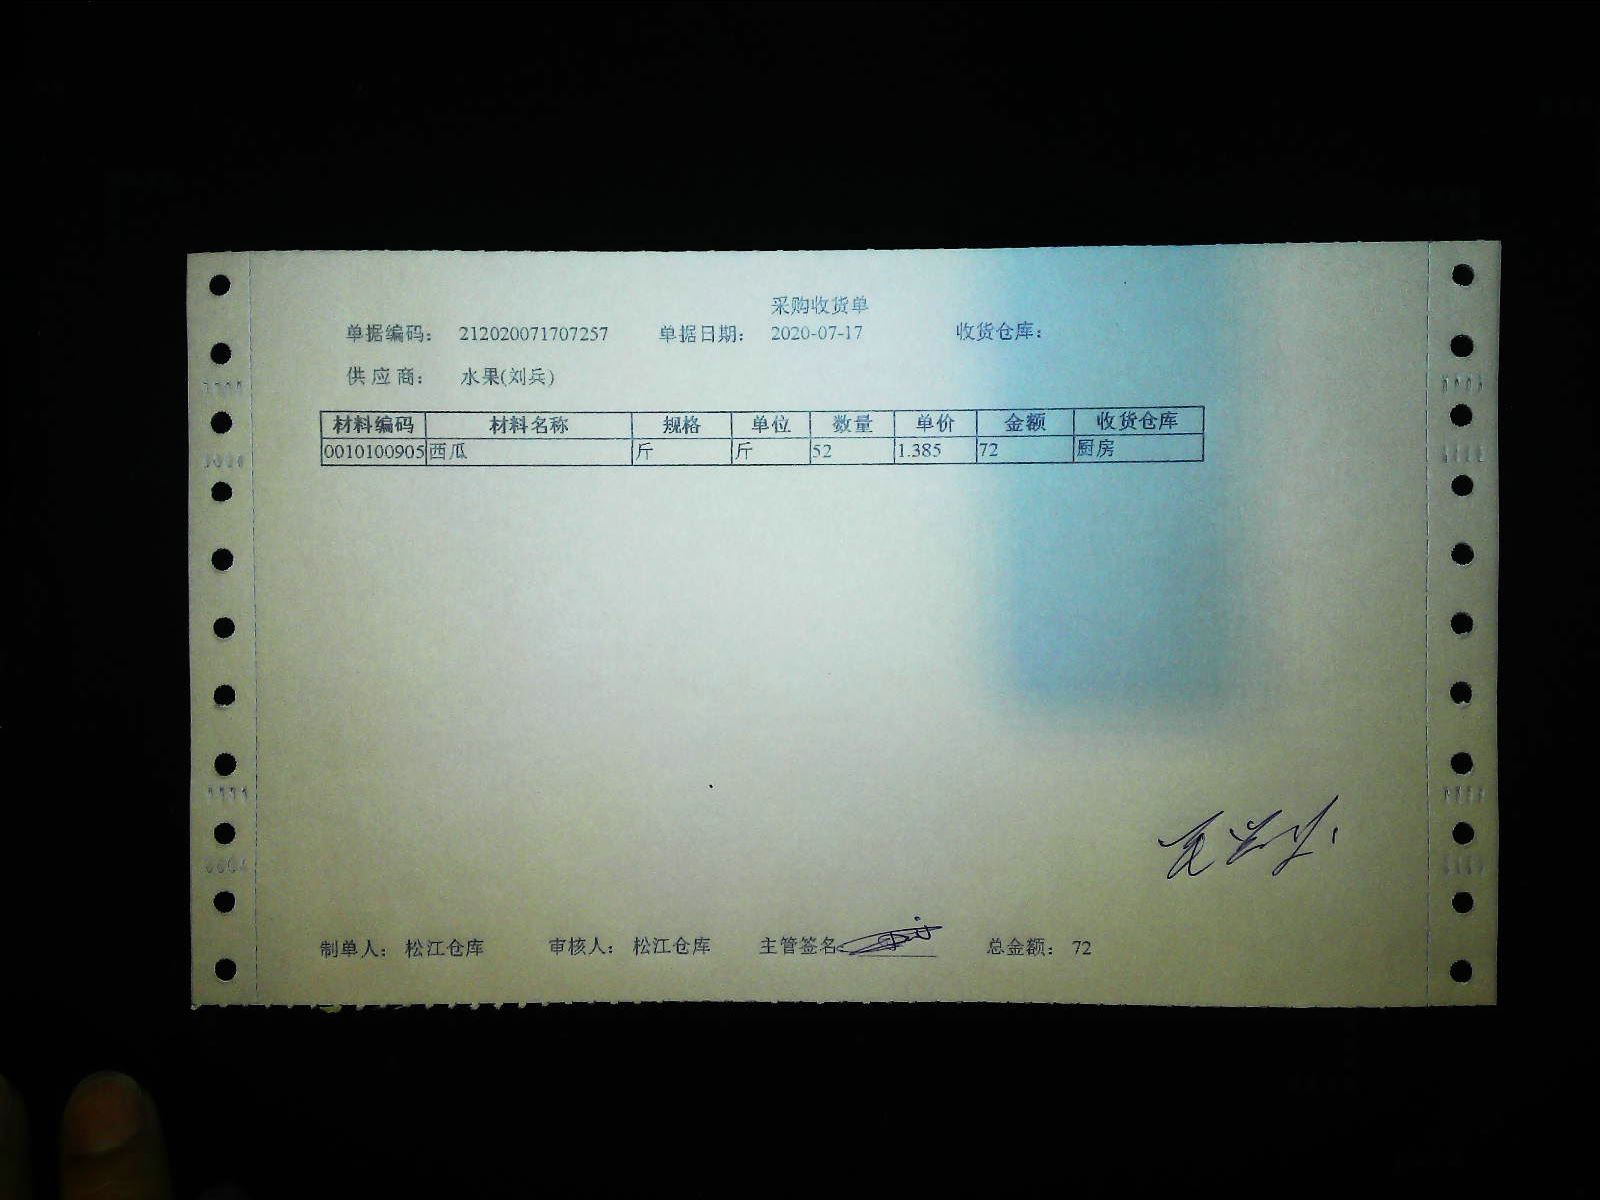 采购收货单
单据编码： 212020071707257 单据日期： 2020-07-17 收货仓库：
供 应 商： 水果(刘兵)
材料编码 材料名称 规格 单位 数量 单价 金额 收货仓库
0010100905 西瓜 斤 斤 52 1.385 72 厨房
制单人： 松江仓库 审核人： 松江仓库 主管签名: 总金额： 72